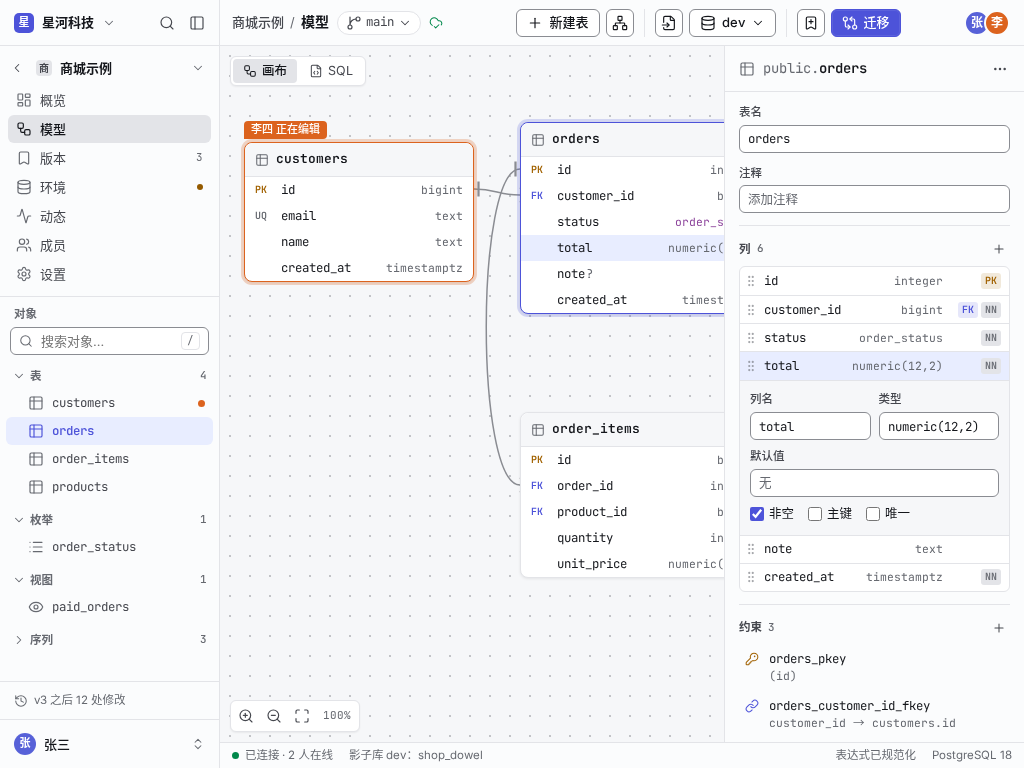 星 星河科技
商城示例 / 模型 main
新建表
dev
迁移
张 李
商 商城示例
概览
模型
版本 3
环境
动态
成员
设置
对象
搜索对象... /
表 4
customers
orders
order_items
products
枚举 1
order_status
视图 1
paid_orders
序列 3
v3 之后 12 处修改
张 张三
画布 SQL
李四 正在编辑
customers
PK id bigint
UQ email text
name text
created_at timestamptz
orders
PK id in
FK customer_id b
status order_s
total numeric(
note?
created_at timest
order_items
PK id b
FK order_id in
FK product_id b
quantity in
unit_price numeric(
100%
public.orders
表名
orders
注释
添加注释
列 6
id integer PK
customer_id bigint FK NN
status order_status NN
total numeric(12,2) NN
列名 类型
total numeric(12,2)
默认值
无
非空 主键 唯一
note text
created_at timestamptz NN
约束 3
orders_pkey
(id)
orders_customer_id_fkey
customer_id → customers.id
已连接 · 2 人在线 影子库 dev: shop_dowel
表达式已规范化 PostgreSQL 18